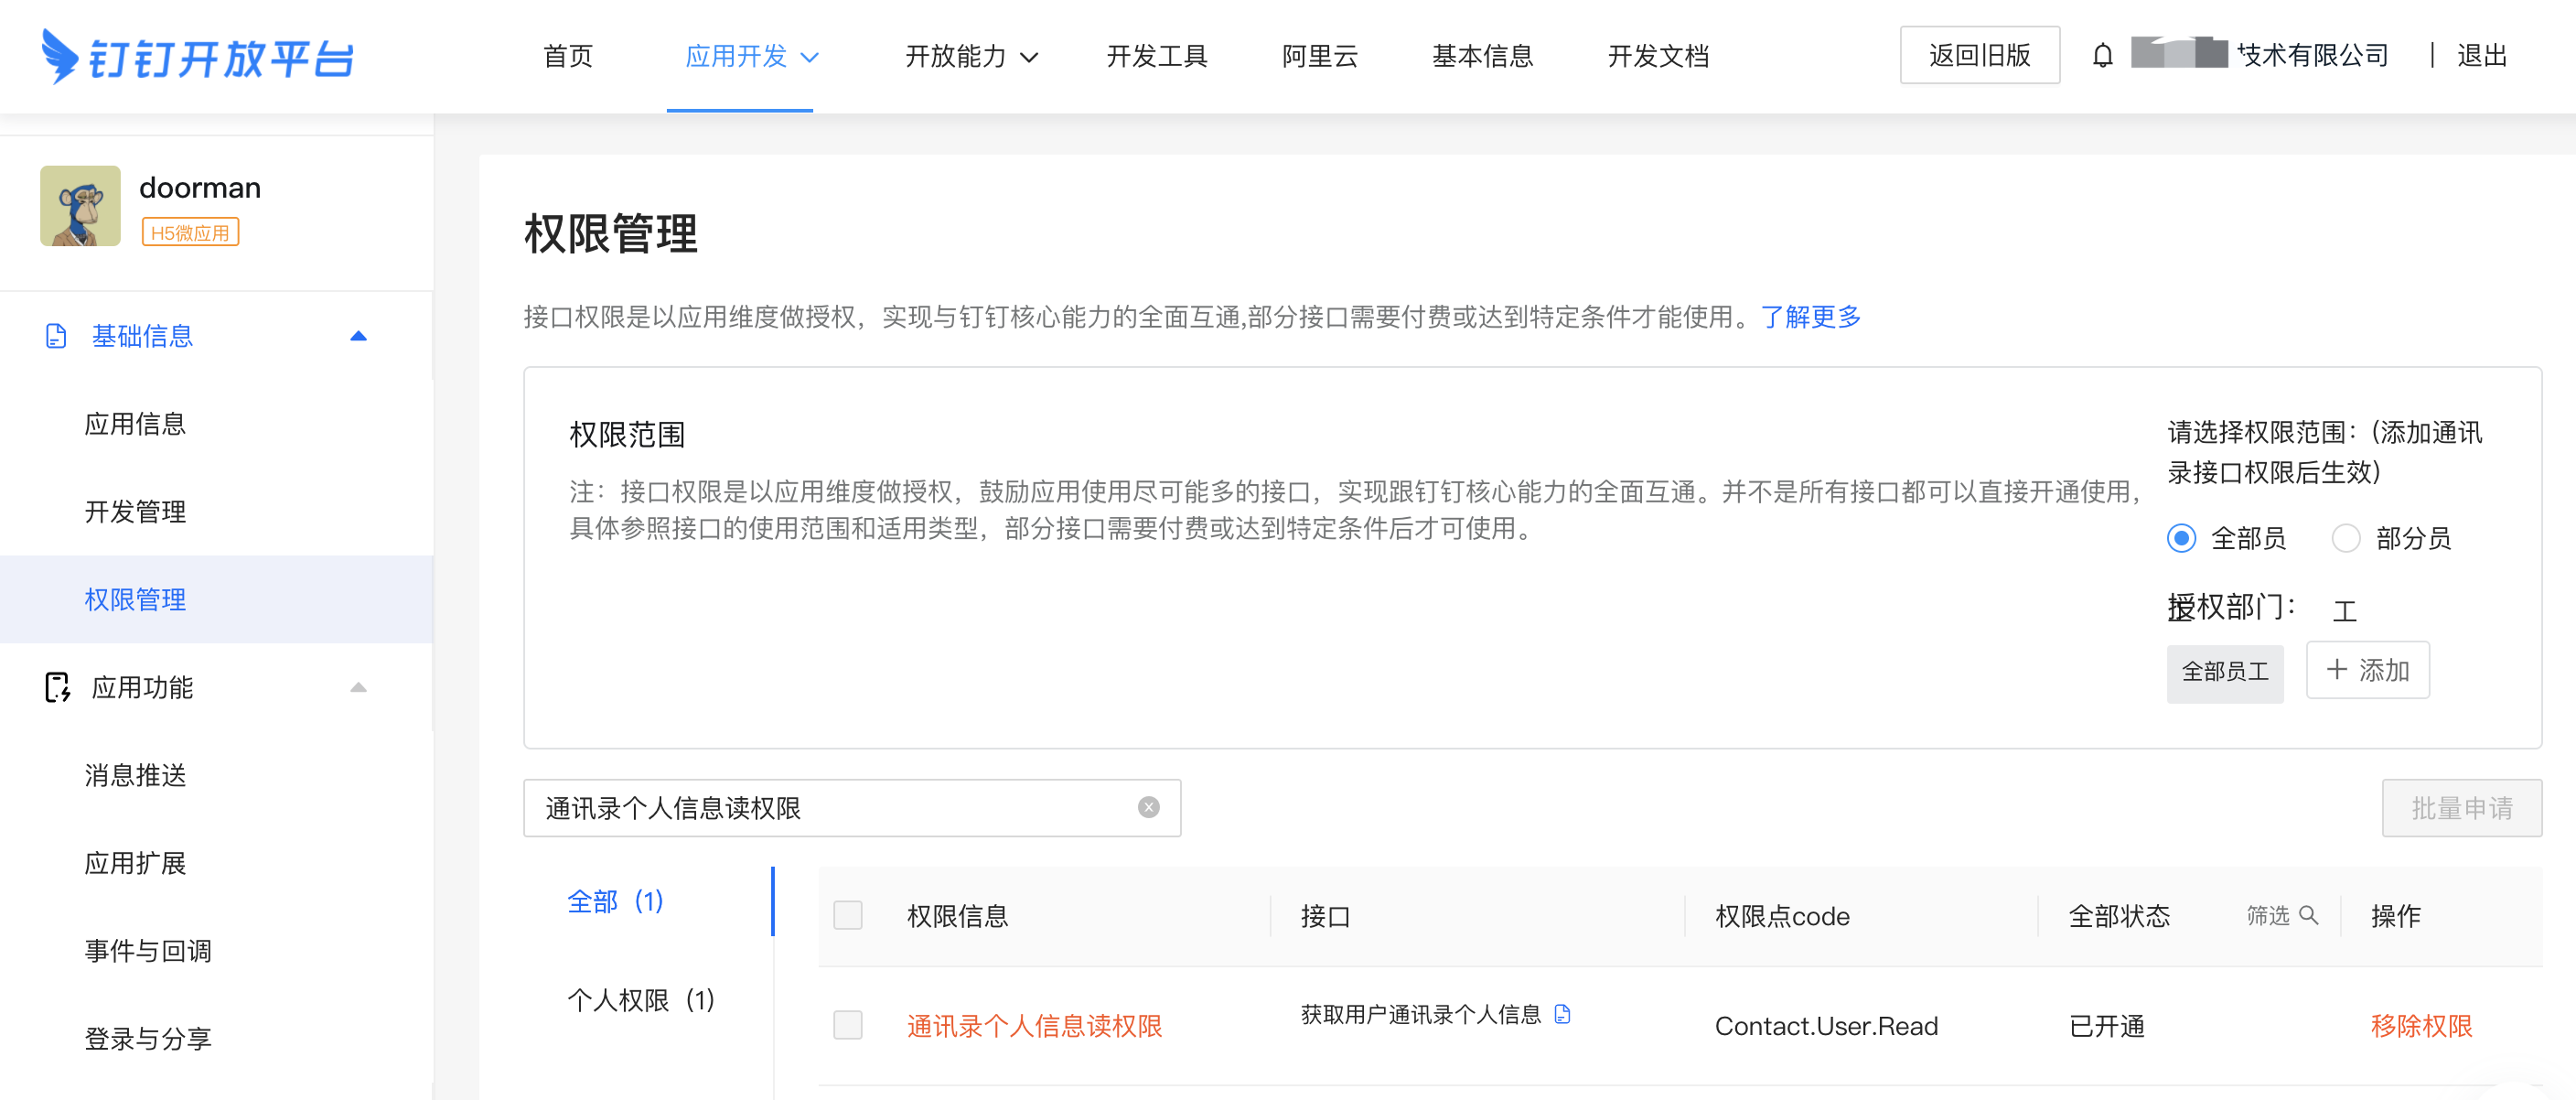 钉钉开放平台
首页
应用开发
开放能力
开发工具
阿里云
基本信息
开发文档
返回旧版
技术有限公司
退出
doorman
H5微应用
基础信息
应用信息
开发管理
权限管理
应用功能
消息推送
应用扩展
事件与回调
登录与分享
权限管理
接口权限是以应用维度做授权，实现与钉钉核心能力的全面互通,部分接口需要付费或达到特定条件才能使用。了解更多
权限范围
注：接口权限是以应用维度做授权，鼓励应用使用尽可能多的接口，实现跟钉钉核心能力的全面互通。并不是所有接口都可以直接开通使用，
具体参照接口的使用范围和适用类型，部分接口需要付费或达到特定条件后才可使用。
请选择权限范围：（添加通讯
录接口权限后生效）
全部员工
部分员工
授权部门：
全部员工
添加
通讯录个人信息读权限
批量申请
全部（1）
个人权限（1）
权限信息
接口
权限点code
全部状态
筛选
操作
通讯录个人信息读权限
获取用户通讯录个人信息
Contact.User.Read
已开通
移除权限